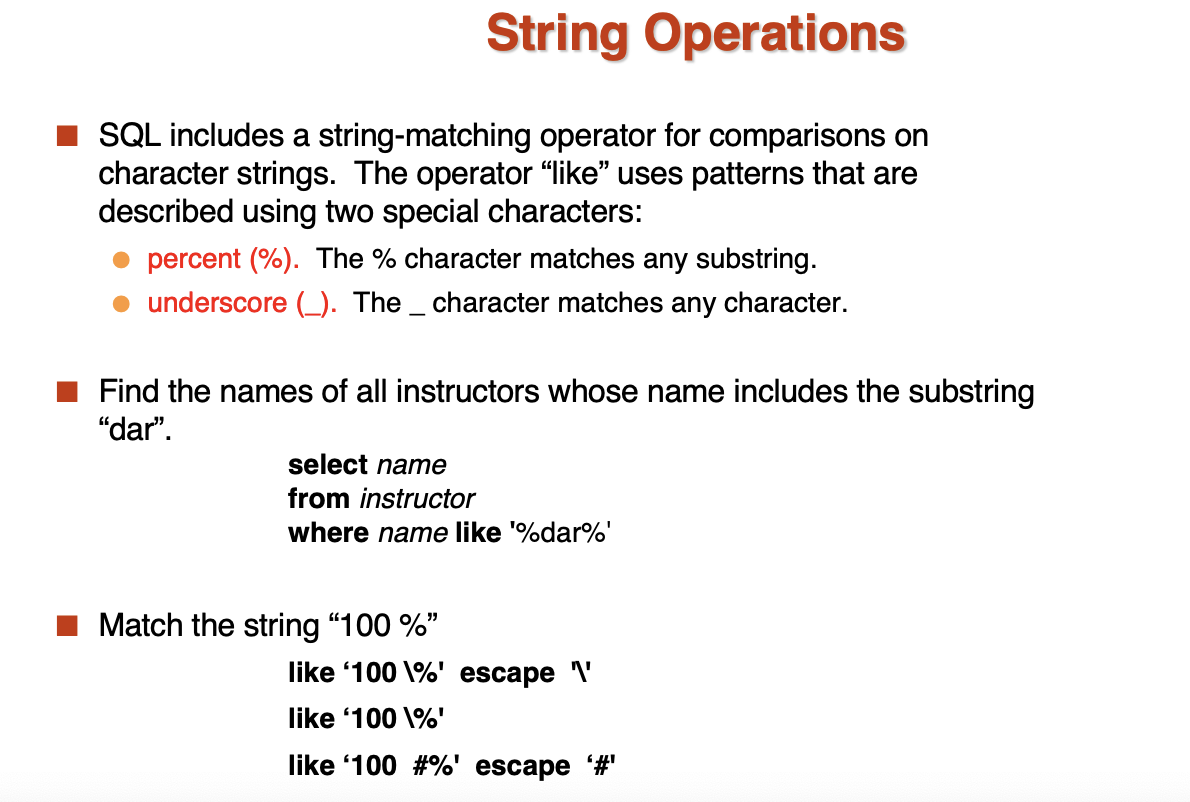 String Operations
SQL includes a string-matching operator for comparisons on
character strings.  The operator “like” uses patterns that are
described using two special characters:
percent (%).  The % character matches any substring.
underscore (_).  The _ character matches any character.
Find the names of all instructors whose name includes the substring
“dar”.
select name
from instructor
where name like '%dar%'
Match the string “100 %”
like ‘100 \%'  escape  '\'
like ‘100 \%'
like ‘100  #%'  escape  ‘#'